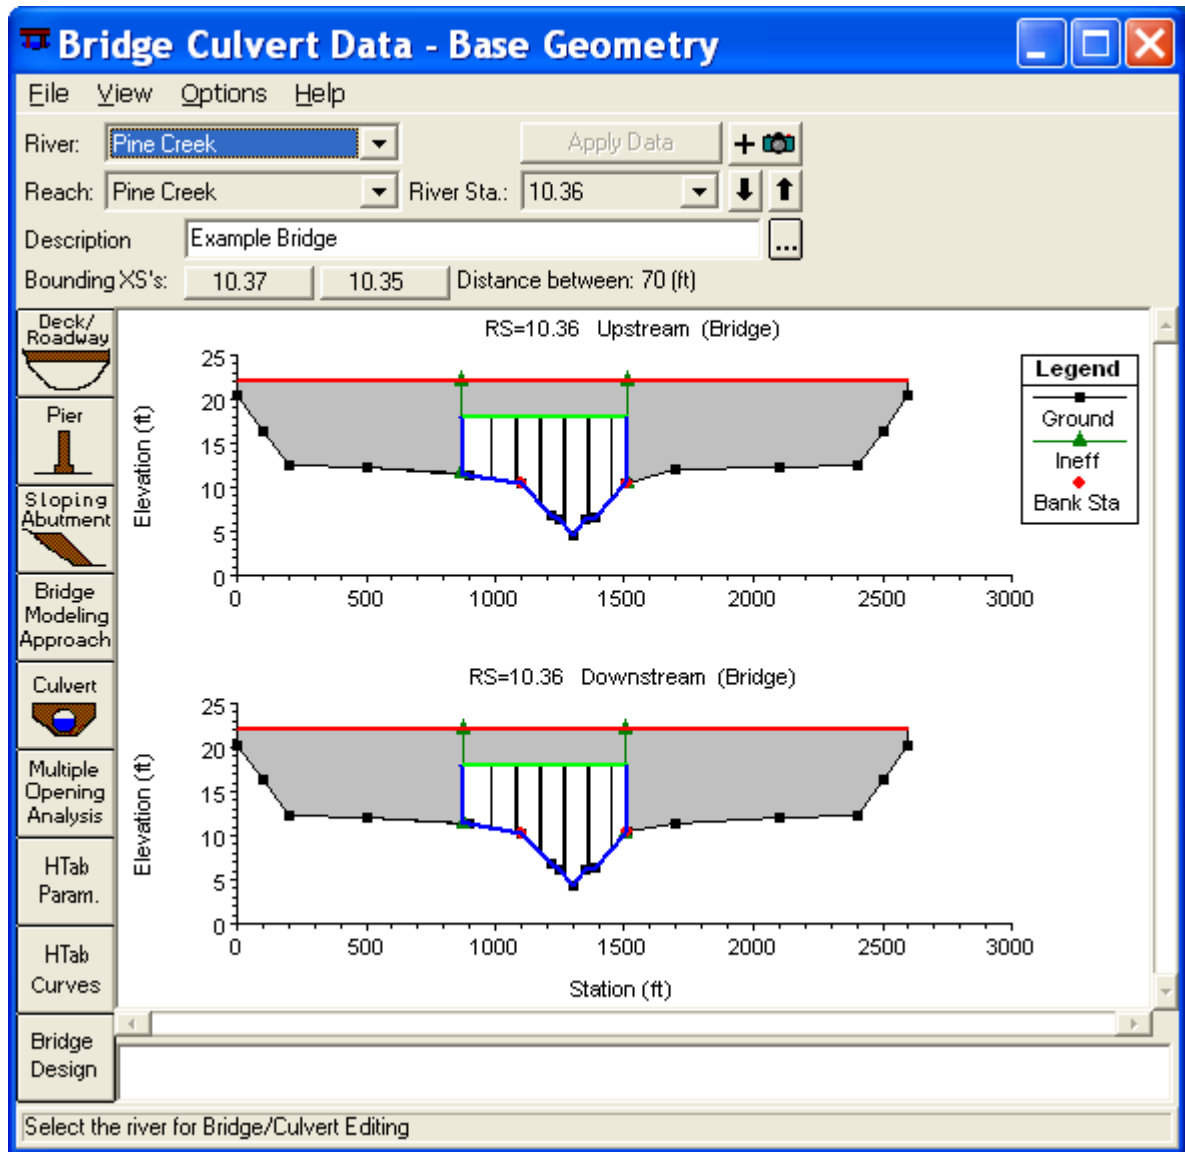 Bridge Culvert Data - Base Geometry
File View Options Help
River: Pine Creek Apply Data +
Reach: Pine Creek River Sta.: 10.36
Description Example Bridge ...
Bounding XS's: 10.37 10.35 Distance between: 70 (ft)
Deck/
Roadway
Pier
Sloping
Abutment
Bridge
Modeling
Approach
Culvert
Multiple
Opening
Analysis
HTab
Param.
HTab
Curves
Bridge
Design
RS=10.36 Upstream (Bridge)
Elevation (ft)
25
20
15
10
5
0
0 500 1000 1500 2000 2500 3000
Legend
Ground
Ineff
Bank Sta
RS=10.36 Downstream (Bridge)
Elevation (ft)
25
20
15
10
5
0
0 500 1000 1500 2000 2500 3000
Station (ft)
Select the river for Bridge/Culvert Editing